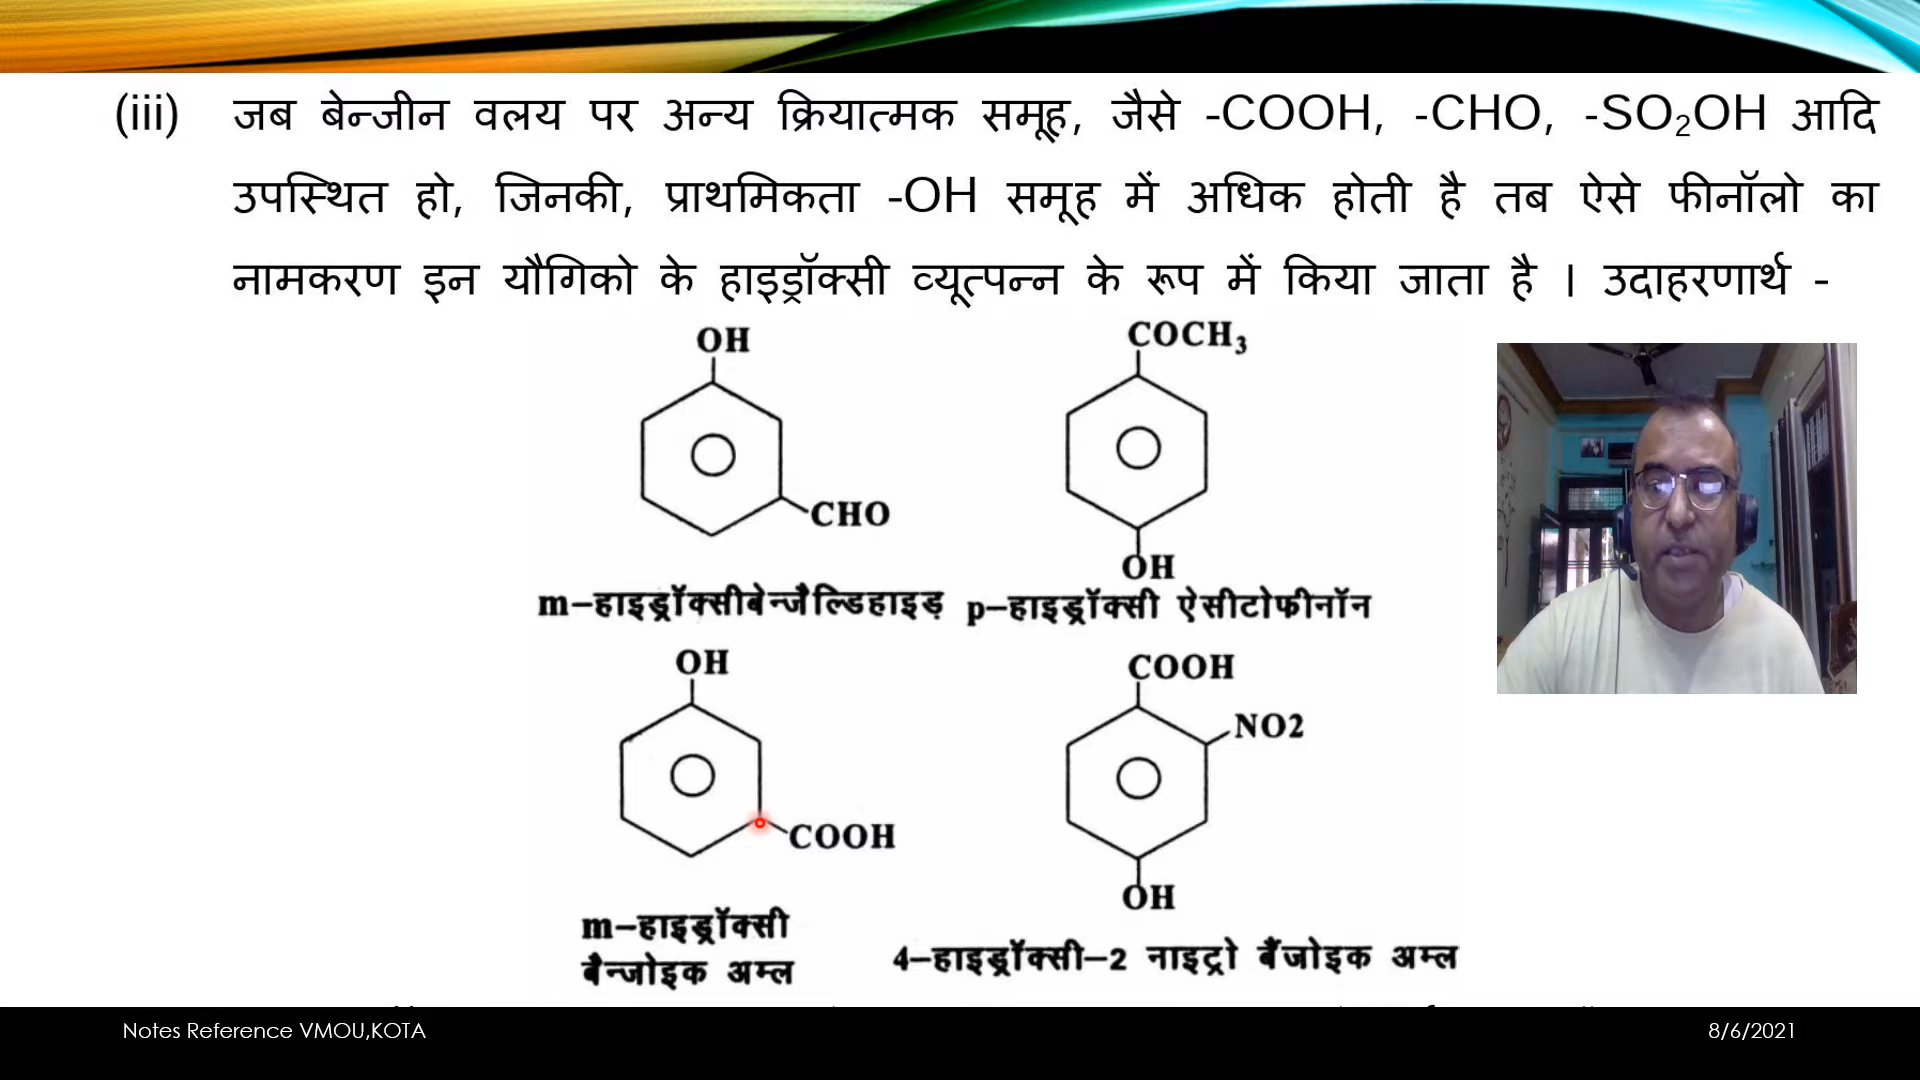 (iii) जब बेन्जीन वलय पर अन्य क्रियात्मक समूह, जैसे -COOH, -CHO, -SO2OH आदि
उपस्थित हो, जिनकी, प्राथमिकता -OH समूह में अधिक होती है तब ऐसे फीनॉलो का
नामकरण इन यौगिको के हाइड्रॉक्सी व्यूत्पन्न के रूप में किया जाता है । उदाहरणार्थ -
OH
COCH3
CHO
OH
m-हाइड्रॉक्सीबेन्जैल्डिहाइड़
p-हाइड्रॉक्सी ऐसीटोफीनॉन
OH
COOH
NO2
COOH
OH
m-हाइड्रॉक्सी
बैन्जोइक अम्ल
4-हाइड्रॉक्सी-2 नाइट्रो बैंजोइक अम्ल
Notes Reference VMOU,KOTA
8/6/2021